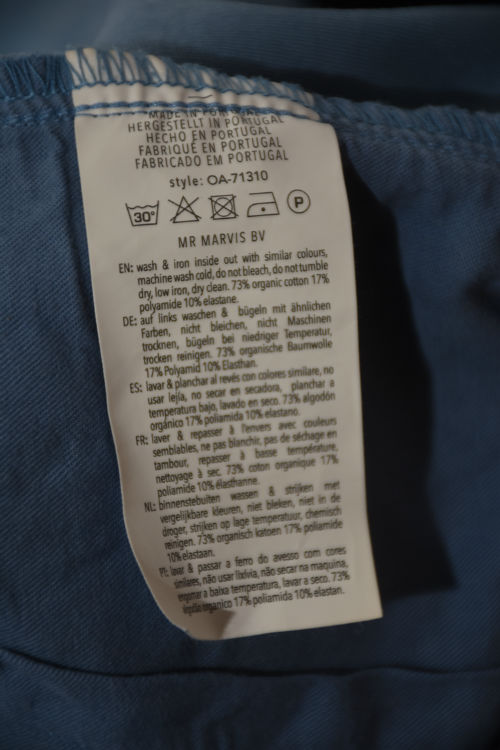 MADE IN PORTUGAL
HERGESTELLT IN PORTUGAL
HECHO EN PORTUGAL
FABRIQUÉ EN PORTUGAL
FABRICADO EM PORTUGAL
style: OA-71310
30° P
MR MARVIS BV
EN: wash & iron inside out with similar colours,
machine wash cold, do not bleach, do not tumble
dry, low iron, dry clean. 73% organic cotton 17%
polyamide 10% elastane.
DE: auf links waschen & bügeln mit ähnlichen
Farben, nicht bleichen, nicht Maschinen
trocknen, bügeln bei niedriger Temperatur,
trocken reinigen. 73% organische Baumwolle
17% Polyamid 10% Elasthan.
ES: lavar & planchar al revés con colores similare, no
usar lejía, no secar en secadora, planchar a
temperatura bajo, lavado en seco. 73% algodón
orgánico 17% poliamida 10% elastano.
FR: laver & repasser à l'envers avec couleurs
semblables, ne pas blanchir, pas de séchage en
tambour, repasser à basse température,
nettoyage à sec. 73% coton organique 17%
poliamide 10% élasthanne.
NL: binnenstebuiten wassen & strijken met
vergelijkbare kleuren, niet bleken, niet in de
droger, strijken op lage temperatuur, chemisch
reinigen. 73% organisch katoen 17% poliamide
10% elastaan.
PT: lavar & passar a ferro do avesso com cores
similares, não usar lixívia, não secar na maquina,
engomar a baixa temperatura, lavar a seco. 73%
algodão organico 17% poliamida 10% elastan.